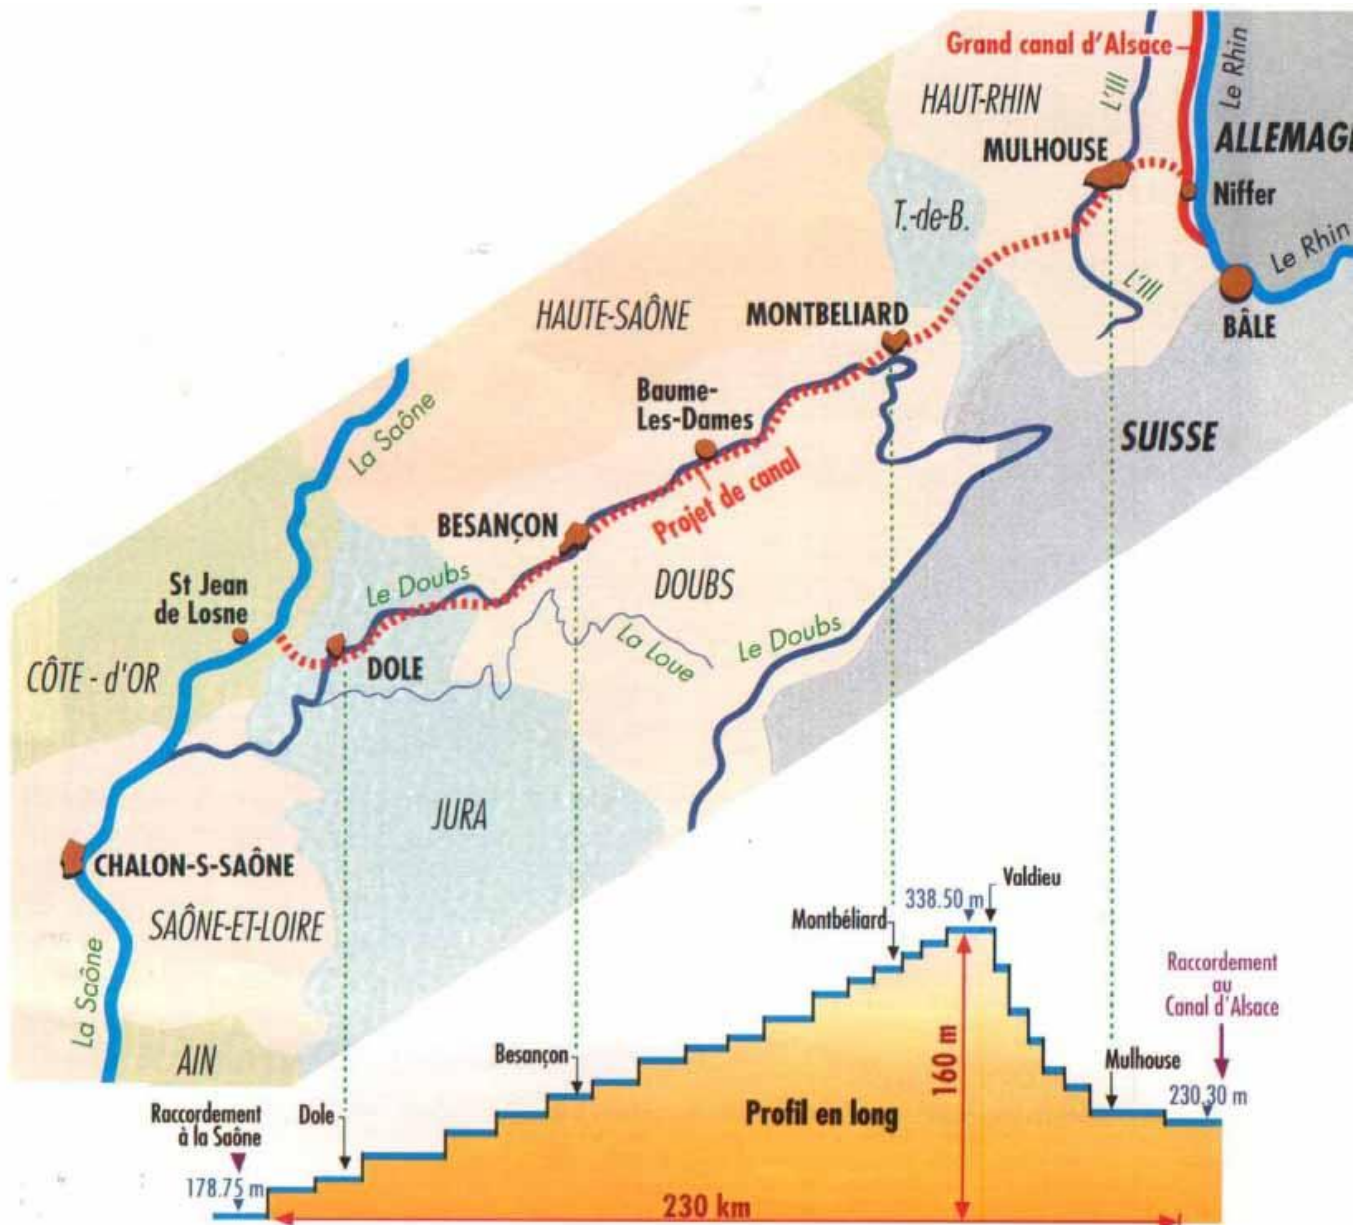 Grand canal d'Alsace
Le Rhin
L'Ill
HAUT-RHIN
ALLEMAG
MULHOUSE
Niffer
T.-de-B.
Le Rhin
L'Ill
HAUTE-SAÔNE
MONTBELIARD
BÂLE
La Saône
Baume-
Les-Dames
SUISSE
Projet de canal
BESANÇON
St Jean
de Losne
Le Doubs
DOUBS
La Loue
Le Doubs
CÔTE - d'OR
DOLE
JURA
CHALON-S-SAÔNE
SAÔNE-ET-LOIRE
La Saône
AIN
338.50 m
Valdieu
Montbéliard
Raccordement
au
Canal d'Alsace
160 m
Besançon
Mulhouse
230.30 m
Raccordement
à la Saône
Dole
Profil en long
178.75 m
230 km